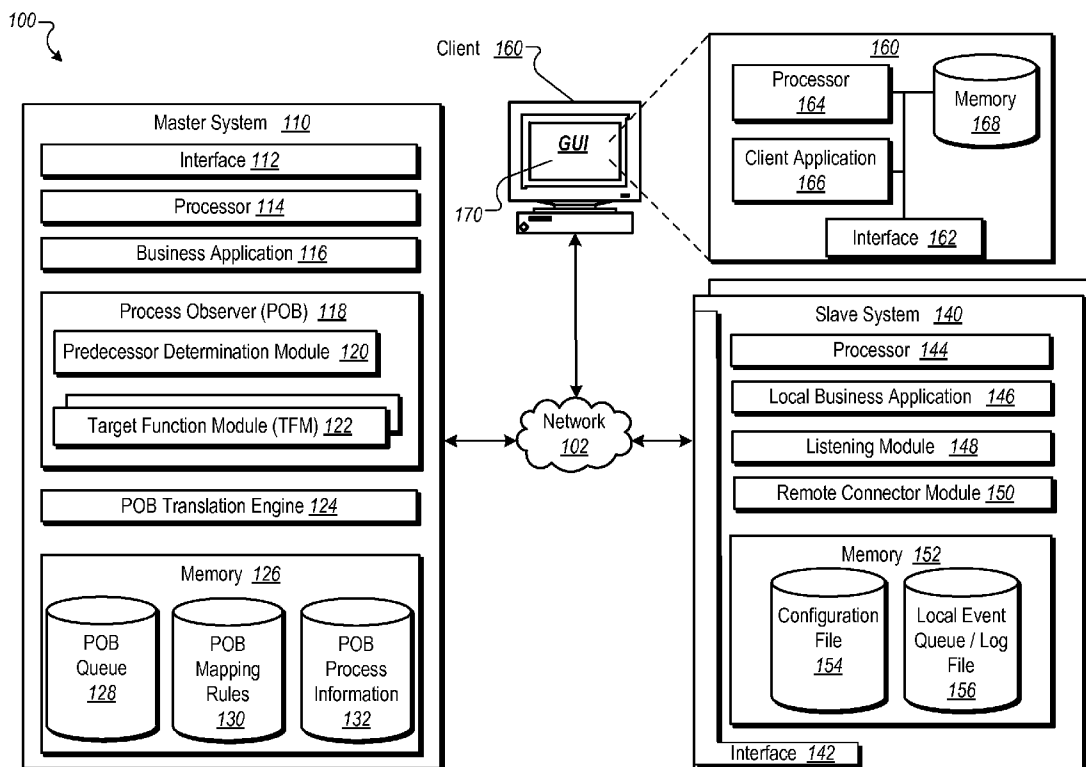 100
Master System 110
Interface 112
Processor 114
Business Application 116
Process Observer (POB) 118
Predecessor Determination Module 120
Target Function Module (TFM) 122
POB Translation Engine 124
Memory 126
POB
Queue
128
POB
Mapping
Rules
130
POB
Process
Information
132
Client 160
GUI
170
Network
102
160
Processor
164
Memory
168
Client Application
166
Interface 162
Slave System 140
Processor 144
Local Business Application 146
Listening Module 148
Remote Connector Module 150
Memory 152
Configuration
File
154
Local Event
Queue / Log
File
156
Interface 142